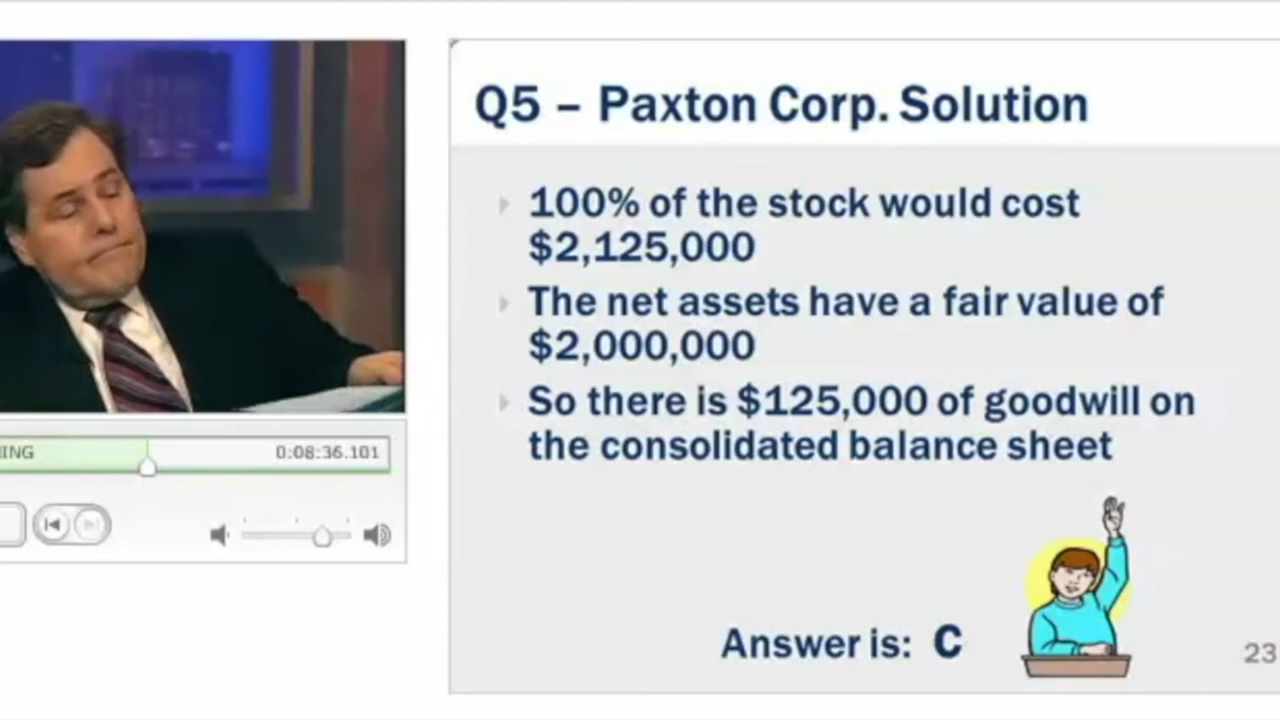 Q5 – Paxton Corp. Solution
100% of the stock would cost
$2,125,000
The net assets have a fair value of
$2,000,000
So there is $125,000 of goodwill on
the consolidated balance sheet
Answer is: C
23
ING
0:08:36.101